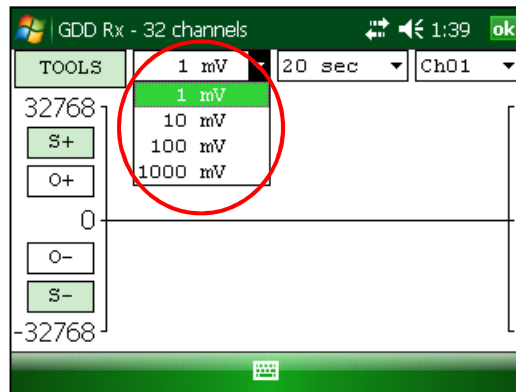 GDD Rx - 32 channels 1:39 ok
TOOLS 1 mV 20 sec Ch01
1 mV
10 mV
100 mV
1000 mV
32768
S+
O+
0
O-
S-
-32768